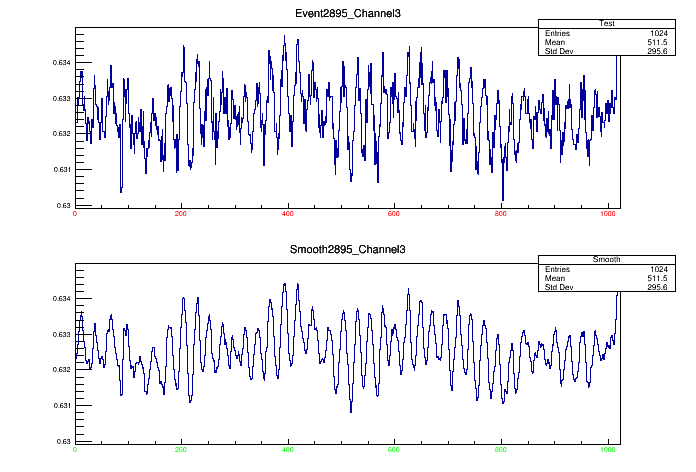 Event2895_Channel3
Test
Entries 1024
Mean 511.5
Std Dev 295.6
0.634
0.633
0.632
0.631
0.63
0 200 400 600 800 1000
Smooth2895_Channel3
Smooth
Entries 1024
Mean 511.5
Std Dev 295.6
0.634
0.633
0.632
0.631
0.63
0 200 400 600 800 1000